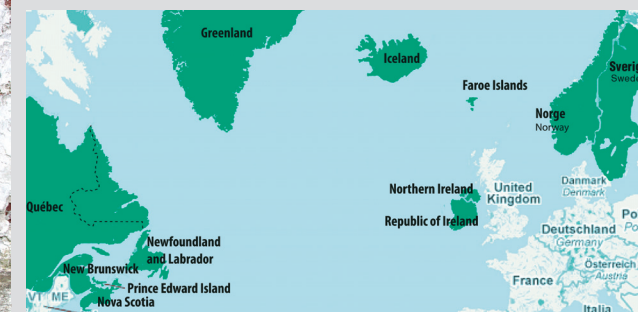 Greenland
Iceland
Faroe Islands
Sverig
Swede
Norge
Norway
Northern Ireland
United
Kingdom
Danmark
Denmark
Québec
Republic of Ireland
Po
Po
Deutschland
Germany
Newfoundland
and Labrador
Österreich
Austria
New Brunswick
France
Prince Edward Island
VT ME
Nova Scotia
Italia